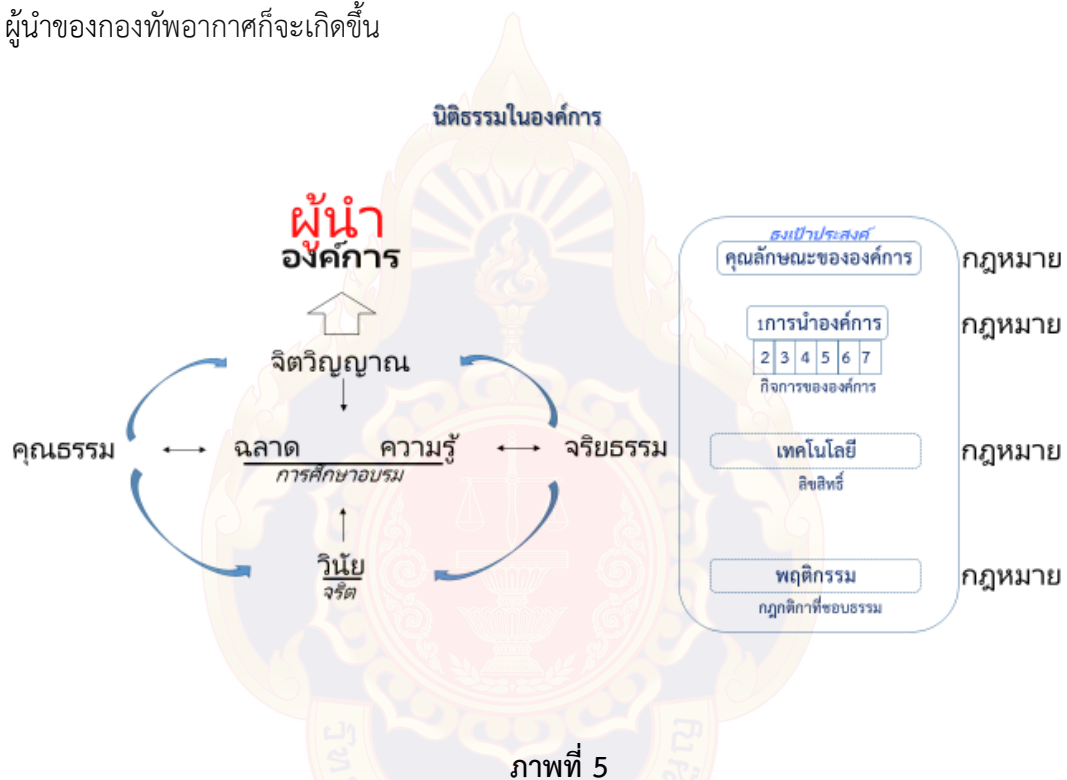 ผู้นำของกองทัพอากาศก็จะเกิดขึ้น
นิติธรรมในองค์การ
ผู้นำ
องค์การ
จิตวิญญาณ
คุณธรรม
ฉลาด ความรู้
จริยธรรม
การศึกษาอบรม
วินัย
จริต
ธงเป้าประสงค์
คุณลักษณะขององค์การ
กฎหมาย
1การนำองค์การ
กฎหมาย
2 3 4 5 6 7
กิจการขององค์การ
เทคโนโลยี
กฎหมาย
ลิขสิทธิ์
พฤติกรรม
กฎหมาย
กฎกติกาที่ชอบธรรม
ภาพที่ 5